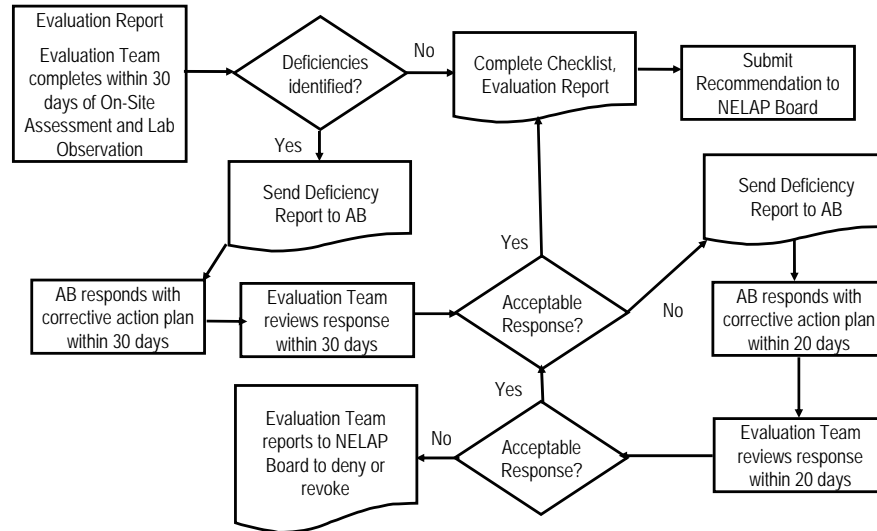 Evaluation Report
Evaluation Team
completes within 30
days of On-Site
Assessment and Lab
Observation
Deficiencies
identified?
No
Complete Checklist,
Evaluation Report
Submit
Recommendation to
NELAP Board
Yes
Send Deficiency
Report to AB
Send Deficiency
Report to AB
Yes
AB responds with
corrective action plan
within 30 days
Evaluation Team
reviews response
within 30 days
Acceptable
Response?
No
AB responds with
corrective action plan
within 20 days
Yes
Evaluation Team
reports to NELAP
Board to deny or
revoke
No
Acceptable
Response?
Evaluation Team
reviews response
within 20 days